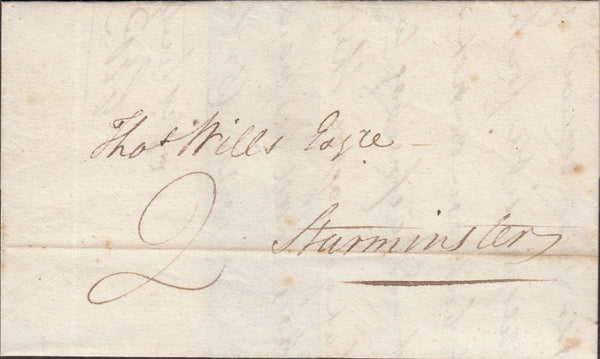 Thos Wills Esqre -
2 Sturminster